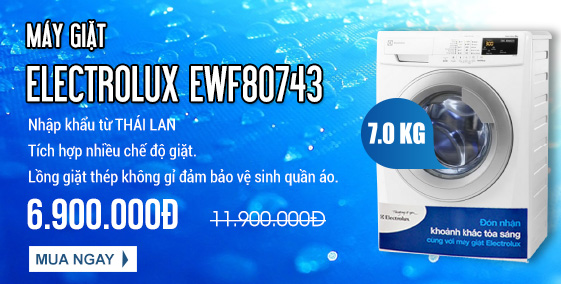 MÁY GIẶT
ELECTROLUX EWF80743
Nhập khẩu từ THÁI LAN
Tích hợp nhiều chế độ giặt.
Lồng giặt thép không gỉ đảm bảo vệ sinh quần áo.
6.900.000Đ 11.900.000Đ
MUA NGAY
7.0 KG
Electrolux
Đón nhận
khoảnh khắc tỏa sáng
cùng với máy giặt Electrolux